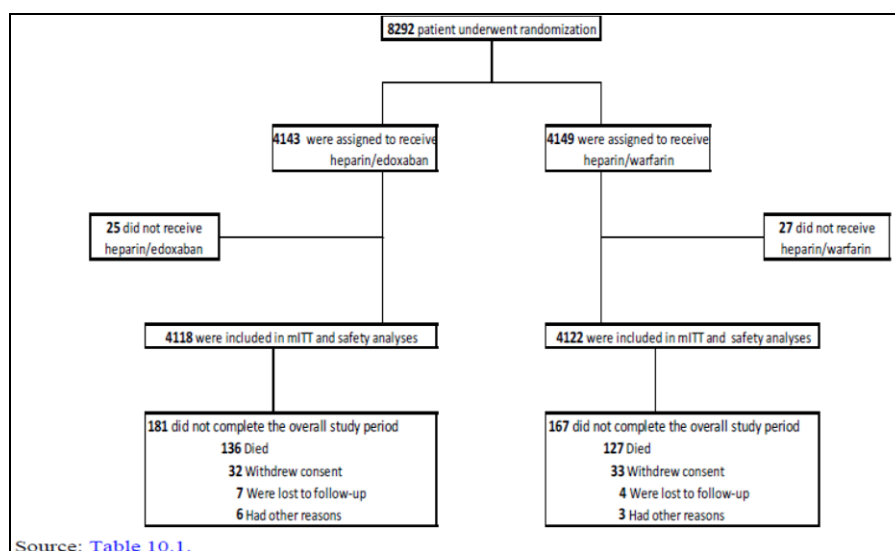 8292 patient underwent randomization
4143 were assigned to receive
heparin/edoxaban
4149 were assigned to receive
heparin/warfarin
25 did not receive
heparin/edoxaban
27 did not receive
heparin/warfarin
4118 were included in mITT and safety analyses
4122 were included in mITT and safety analyses
181 did not complete the overall study period
136 Died
32 Withdrew consent
7 Were lost to follow-up
6 Had other reasons
167 did not complete the overall study period
127 Died
33 Withdrew consent
4 Were lost to follow-up
3 Had other reasons
Source: Table 10.1.